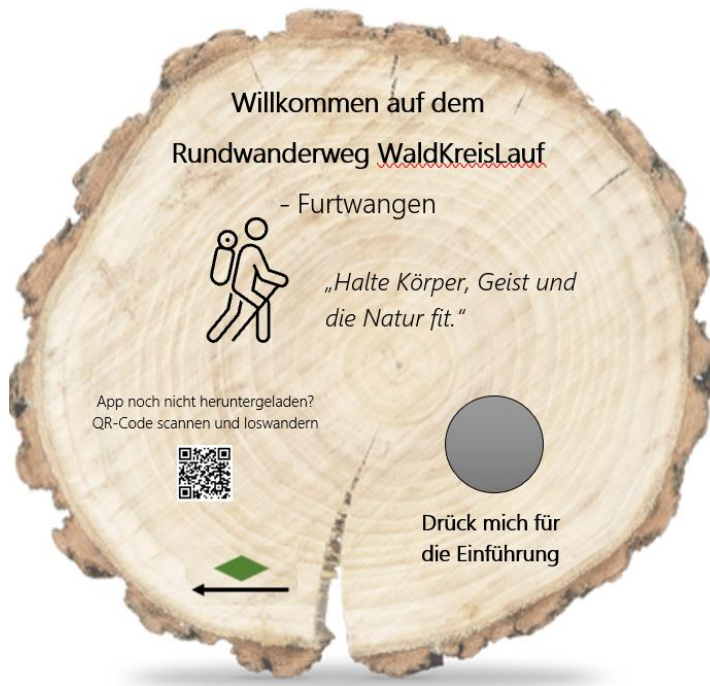 Willkommen auf dem
Rundwanderweg WaldKreisLauf
- Furtwangen
„Halte Körper, Geist und
die Natur fit.“
App noch nicht heruntergeladen?
QR-Code scannen und loswandern
Drück mich für
die Einführung